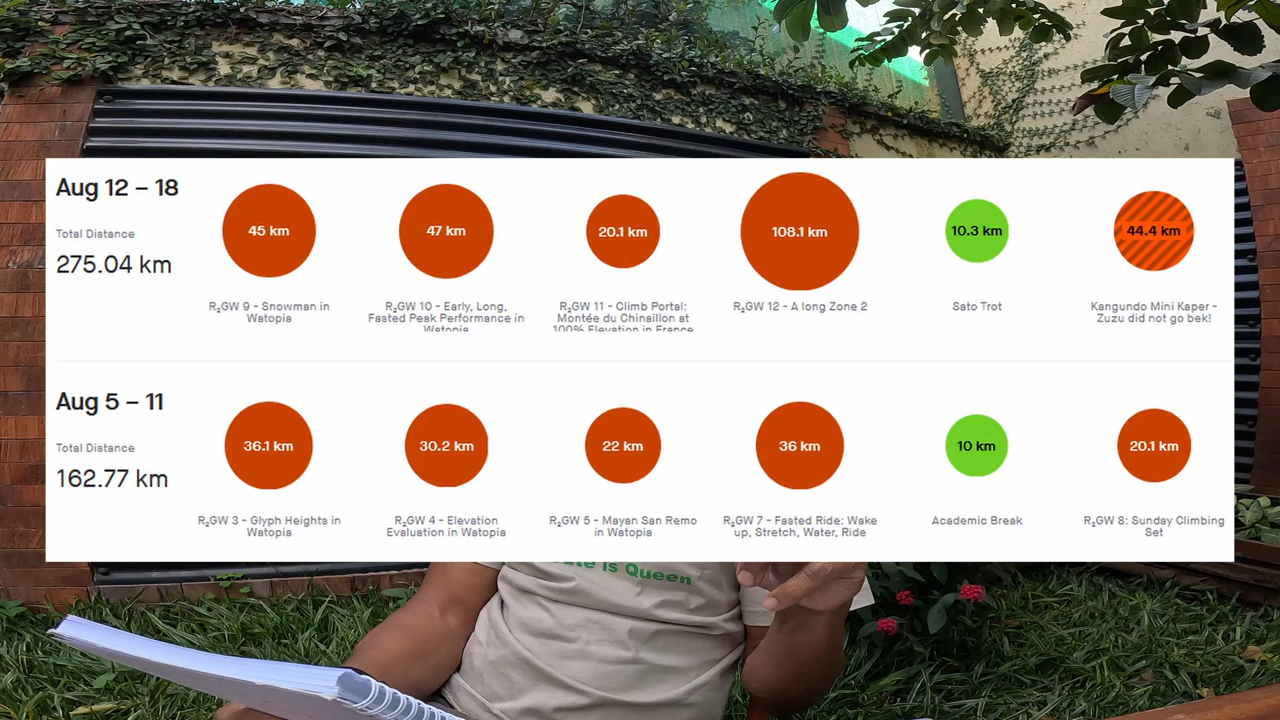 Aug 12 – 18
Total Distance
275.04 km
45 km
R₂GW 9 - Snowman in
Watopia
47 km
R₂GW 10 - Early, Long,
Fasted Peak Performance in
Watopia
20.1 km
R₂GW 11 - Climb Portal:
Montée du Chinaillon at
100% Elevation in France
108.1 km
R₂GW 12 - A long Zone 2
10.3 km
Sato Trot
44.4 km
Kangundo Mini Kaper -
Zuzu did not go bek!
Aug 5 – 11
Total Distance
162.77 km
36.1 km
R₂GW 3 - Glyph Heights in
Watopia
30.2 km
R₂GW 4 - Elevation
Evaluation in Watopia
22 km
R₂GW 5 - Mayan San Remo
in Watopia
36 km
R₂GW 7 - Fasted Ride: Wake
up, Stretch, Water, Ride
10 km
Academic Break
20.1 km
R₂GW 8: Sunday Climbing
Set
is Queen